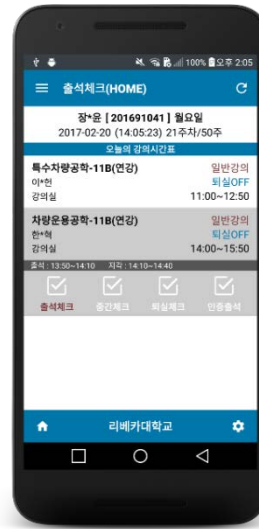 100% 오후 2:05
출석체크(HOME)
장*윤 [ 201691041 ] 월요일
2017-02-20 (14:05:23) 21주차/50주
오늘의 강의시간표
특수차량공학-11B(연강) 일반강의
이*헌 퇴실OFF
강의실 11:00~12:50
차량운용공학-11B(연강) 일반강의
한*혁 퇴실OFF
강의실 14:00~15:50
출석 : 13:50~14:10 지각 : 14:10~14:40
출석체크 중간체크 퇴실체크 인증출석
리베카대학교